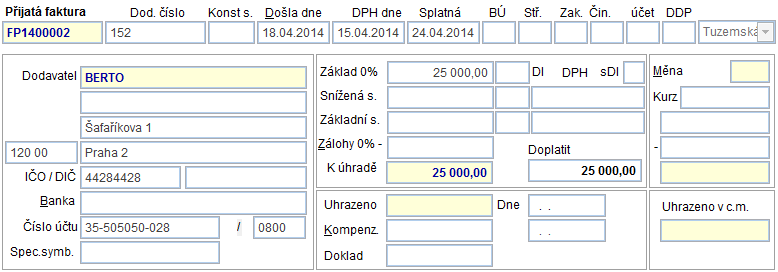 Přijatá faktura Dod. číslo Konst s. Došla dne DPH dne Splatná BÚ Stř. Zak. Čin. účet DDP
FP1400002 152 18.04.2014 15.04.2014 24.04.2014 Tuzemská
Dodavatel BERTO
Šafaříkova 1
120 00 Praha 2
IČO / DIČ 44284428
Banka
Číslo účtu 35-505050-028 / 0800
Spec.symb.
Základ 0% 25 000,00 DI DPH sDI
Snížená s.
Základní s.
Zálohy 0% - Doplatit
K úhradě 25 000,00 25 000,00
Měna
Kurz
-
Uhrazeno Dne . .
Kompenz. . .
Doklad
Uhrazeno v c.m.